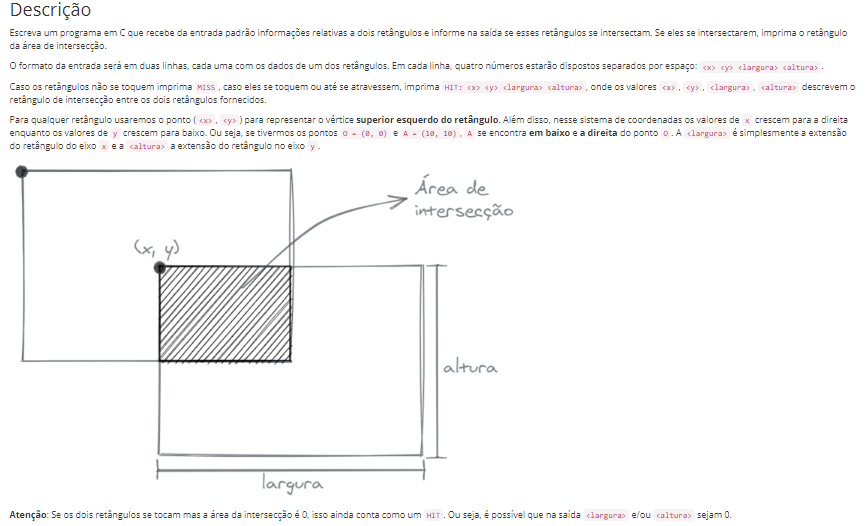 Descrição
Escreva um programa em C que recebe da entrada padrão informações relativas a dois retângulos e informe na saída se esses retângulos se intersectam. Se eles se intersectarem, imprima o retângulo
da área de intersecção.
O formato da entrada será em duas linhas, cada uma com os dados de um dos retângulos. Em cada linha, quatro números estarão dispostos separados por espaço: <x> <y> <largura> <altura> .
Caso os retângulos não se toquem imprima MISS , caso eles se toquem ou até se atravessem, imprima HIT: <x> <y> <largura> <altura> , onde os valores <x> , <y> , <largura> , <altura> descrevem o
retângulo de intersecção entre os dois retângulos fornecidos.
Para qualquer retângulo usaremos o ponto ( <x> , <y> ) para representar o vértice superior esquerdo do retângulo. Além disso, nesse sistema de coordenadas os valores de x crescem para a direita
enquanto os valores de y crescem para baixo. Ou seja, se tivermos os pontos O = (0, 0) e A = (10, 10) , A se encontra em baixo e a direita do ponto O . A <largura> é simplesmente a extensão
do retângulo do eixo x e a <altura> a extensão do retângulo no eixo y .
Área de
intersecção
(x, y)
altura
largura
Atenção: Se os dois retângulos se tocam mas a área da intersecção é 0, isso ainda conta como um HIT . Ou seja, é possível que na saída <largura> e/ou <altura> sejam 0.